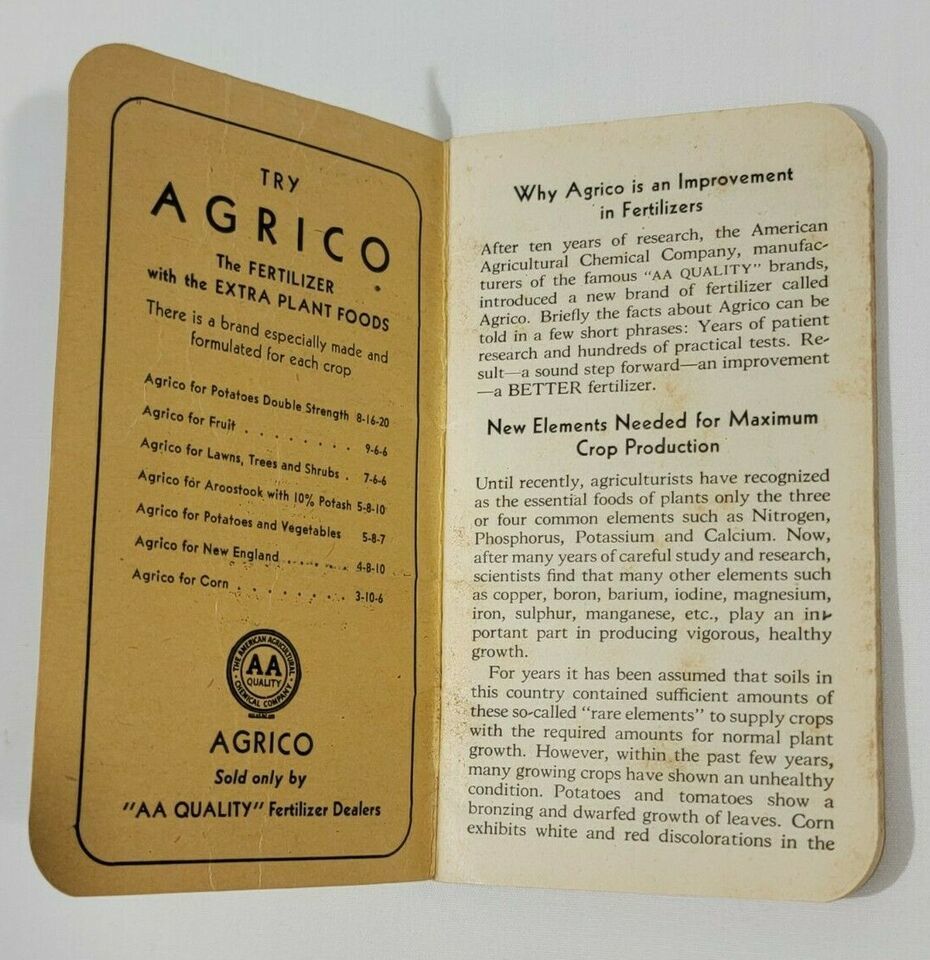 TRY
AGRICO
The FERTILIZER
with the EXTRA PLANT FOODS
There is a brand especially made and
formulated for each crop
Agrico for Potatoes Double Strength 8-16-20
Agrico for Fruit . . . . . . . . 9-6-6
Agrico for Lawns, Trees and Shrubs . 7-6-6
Agrico for Aroostook with 10% Potash 5-8-10
Agrico for Potatoes and Vegetables 5-8-7
Agrico for New England . . . . . . 4-8-10
Agrico for Corn . . . . . . . . 3-10-6
THE AMERICAN AGRICULTURAL
CHEMICAL COMPANY
AA
QUALITY
AGRICO
Sold only by
"AA QUALITY" Fertilizer Dealers
Why Agrico is an Improvement
in Fertilizers
After ten years of research, the American
Agricultural Chemical Company, manufac-
turers of the famous "AA QUALITY" brands,
introduced a new brand of fertilizer called
Agrico. Briefly the facts about Agrico can be
told in a few short phrases: Years of patient
research and hundreds of practical tests. Re-
sult—a sound step forward—an improvement
—a BETTER fertilizer.
New Elements Needed for Maximum
Crop Production
Until recently, agriculturists have recognized
as the essential foods of plants only the three
or four common elements such as Nitrogen,
Phosphorus, Potassium and Calcium. Now,
after many years of careful study and research,
scientists find that many other elements such
as copper, boron, barium, iodine, magnesium,
iron, sulphur, manganese, etc., play an im-
portant part in producing vigorous, healthy
growth.
For years it has been assumed that soils in
this country contained sufficient amounts of
these so-called "rare elements" to supply crops
with the required amounts for normal plant
growth. However, within the past few years,
many growing crops have shown an unhealthy
condition. Potatoes and tomatoes show a
bronzing and dwarfed growth of leaves. Corn
exhibits white and red discolorations in the